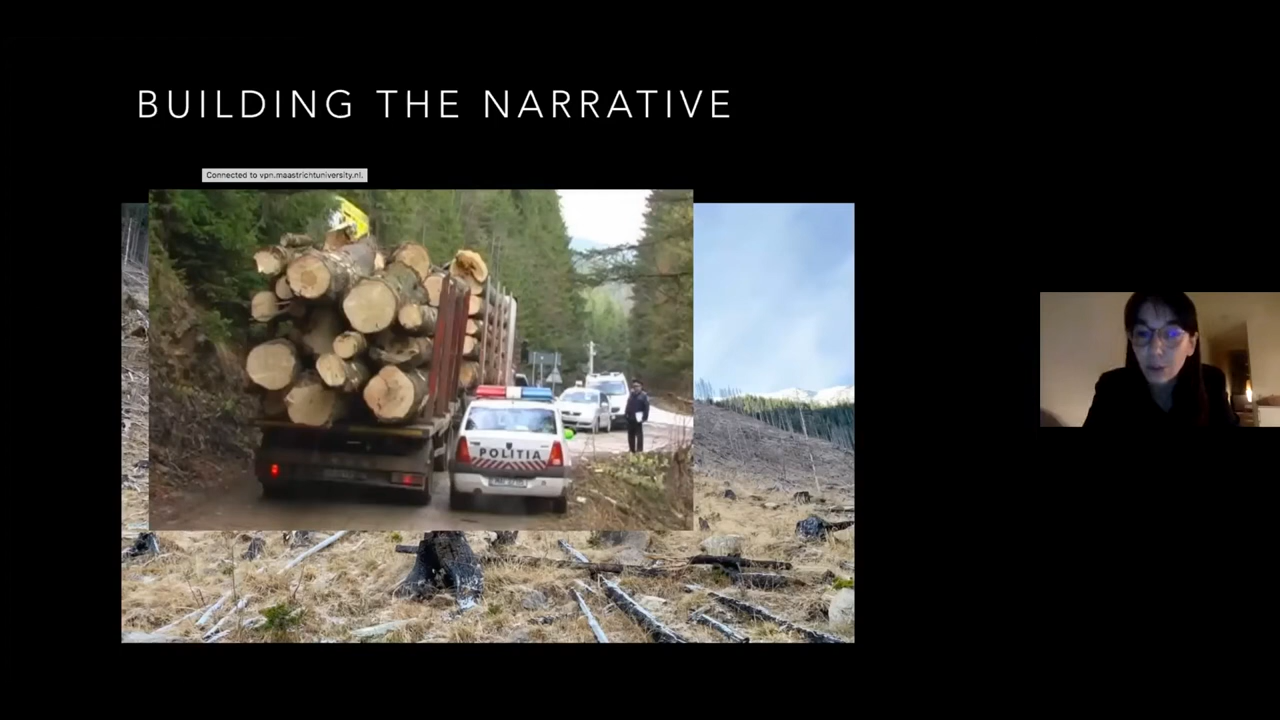 BUILDING THE NARRATIVE
Connected to vpn.maastrichtuniversity.nl.
POLITIA